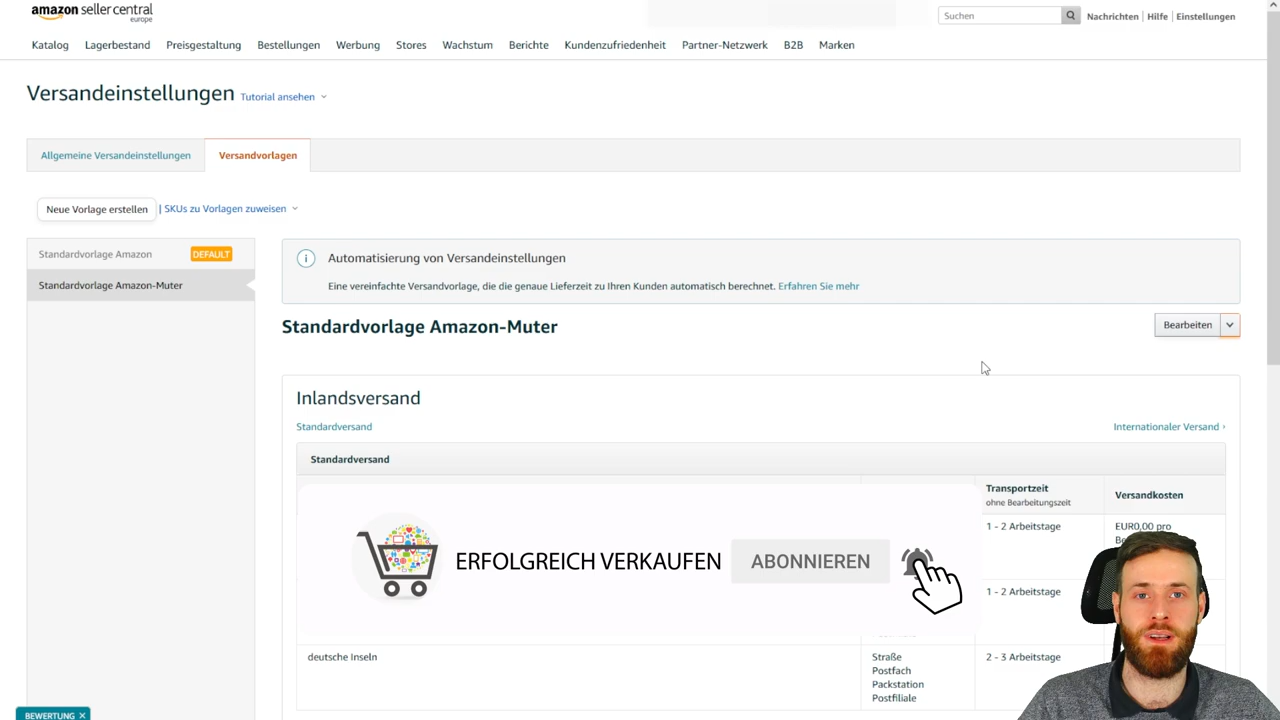 amazon seller central
europe
Suchen
Nachrichten | Hilfe | Einstellungen
Katalog Lagerbestand Preisgestaltung Bestellungen Werbung Stores Wachstum Berichte Kundenzufriedenheit Partner-Netzwerk B2B Marken
Versandeinstellungen Tutorial ansehen
Allgemeine Versandeinstellungen Versandvorlagen
Neue Vorlage erstellen | SKUs zu Vorlagen zuweisen
Standardvorlage Amazon DEFAULT
Standardvorlage Amazon-Muter
Automatisierung von Versandeinstellungen
Eine vereinfachte Versandvorlage, die die genaue Lieferzeit zu Ihren Kunden automatisch berechnet. Erfahren Sie mehr
Standardvorlage Amazon-Muter
Bearbeiten
Inlandsversand
Standardversand
Internationaler Versand ›
Standardversand
Transportzeit
ohne Bearbeitungszeit
Versandkosten
1 - 2 Arbeitstage
EUR0,00 pro
ERFOLGREICH VERKAUFEN ABONNIEREN
1 - 2 Arbeitstage
deutsche Inseln
Straße
Postfach
Packstation
Postfiliale
2 - 3 Arbeitstage
BEWERTUNG X